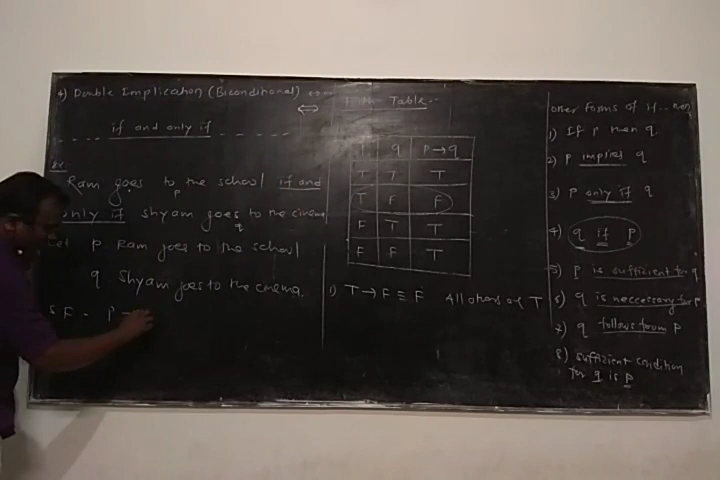 4) Double Implication (Biconditional)
↔
if and only if
Ex
Ram goes to the school if and
p
only if Shyam goes to the cinema
q
Let p Ram goes to the school
q Shyam goes to the cinema.
SF - p
Table
q p→q
T T T
T F F
F T T
F F T
1) T → F ≡ F All others are T
Other forms of if..then
1) If p then q
2) p implies q
3) p only if q
4) q if p
5) p is sufficient for q
6) q is neccessary for p
7) q follows from p
8) sufficient condition
for q is p